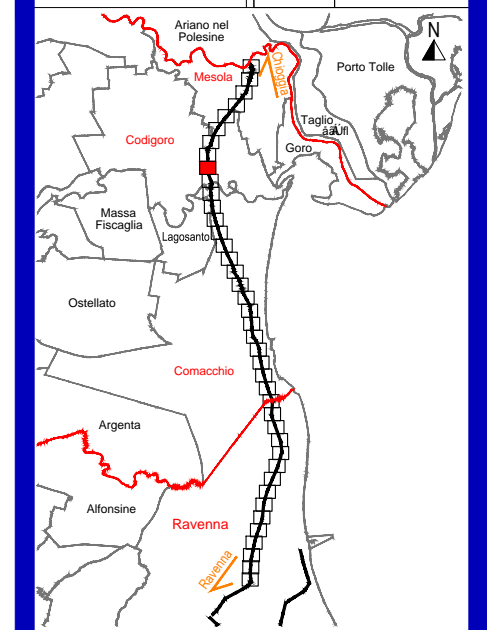 Ariano nel
Polesine
N
Mesola
Chioggia
Porto Tolle
Codigoro
Taglio
Goro
Massa
Fiscaglia
Lagosanto
Ostellato
Comacchio
Argenta
Alfonsine
Ravenna
Ravenna